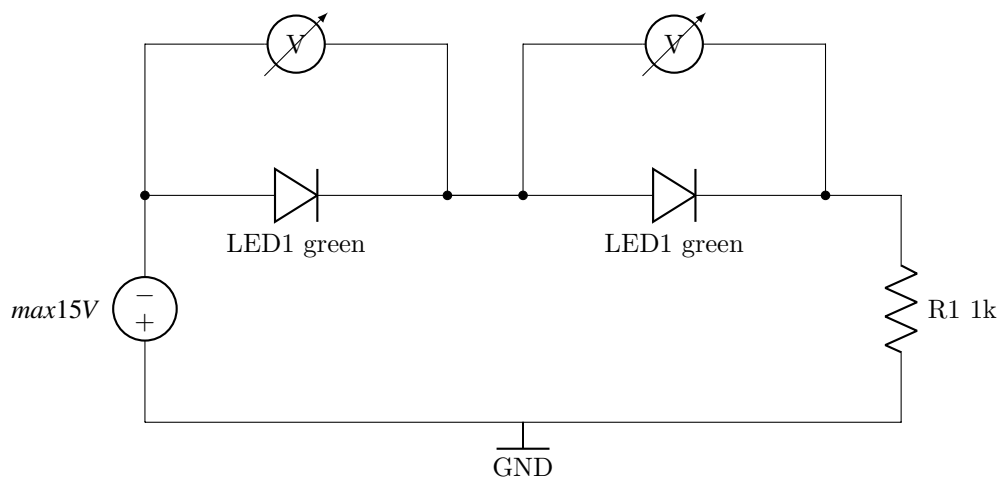 V
V
LED1 green
LED1 green
max15V
−
+
R1 1k
GND